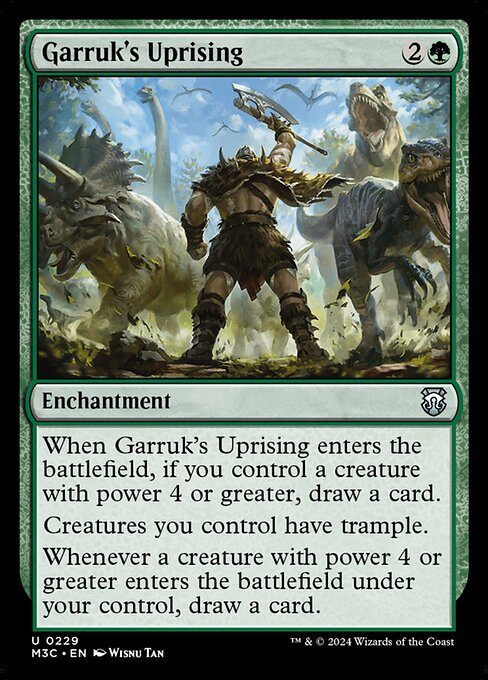 Garruk's Uprising 2
Enchantment
When Garruk's Uprising enters the
battlefield, if you control a creature
with power 4 or greater, draw a card.
Creatures you control have trample.
Whenever a creature with power 4 or
greater enters the battlefield under
your control, draw a card.
U 0229
M3C • EN Wisnu Tan
™ & © 2024 Wizards of the Coast